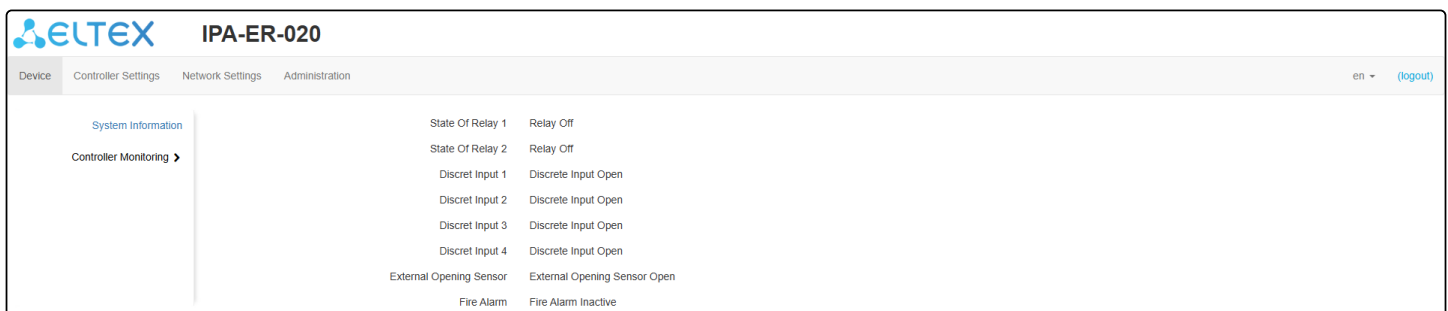 ELTEX IPA-ER-020
Device Controller Settings Network Settings Administration en (logout)
System Information
Controller Monitoring
State Of Relay 1 Relay Off
State Of Relay 2 Relay Off
Discret Input 1 Discrete Input Open
Discret Input 2 Discrete Input Open
Discret Input 3 Discrete Input Open
Discret Input 4 Discrete Input Open
External Opening Sensor External Opening Sensor Open
Fire Alarm Fire Alarm Inactive